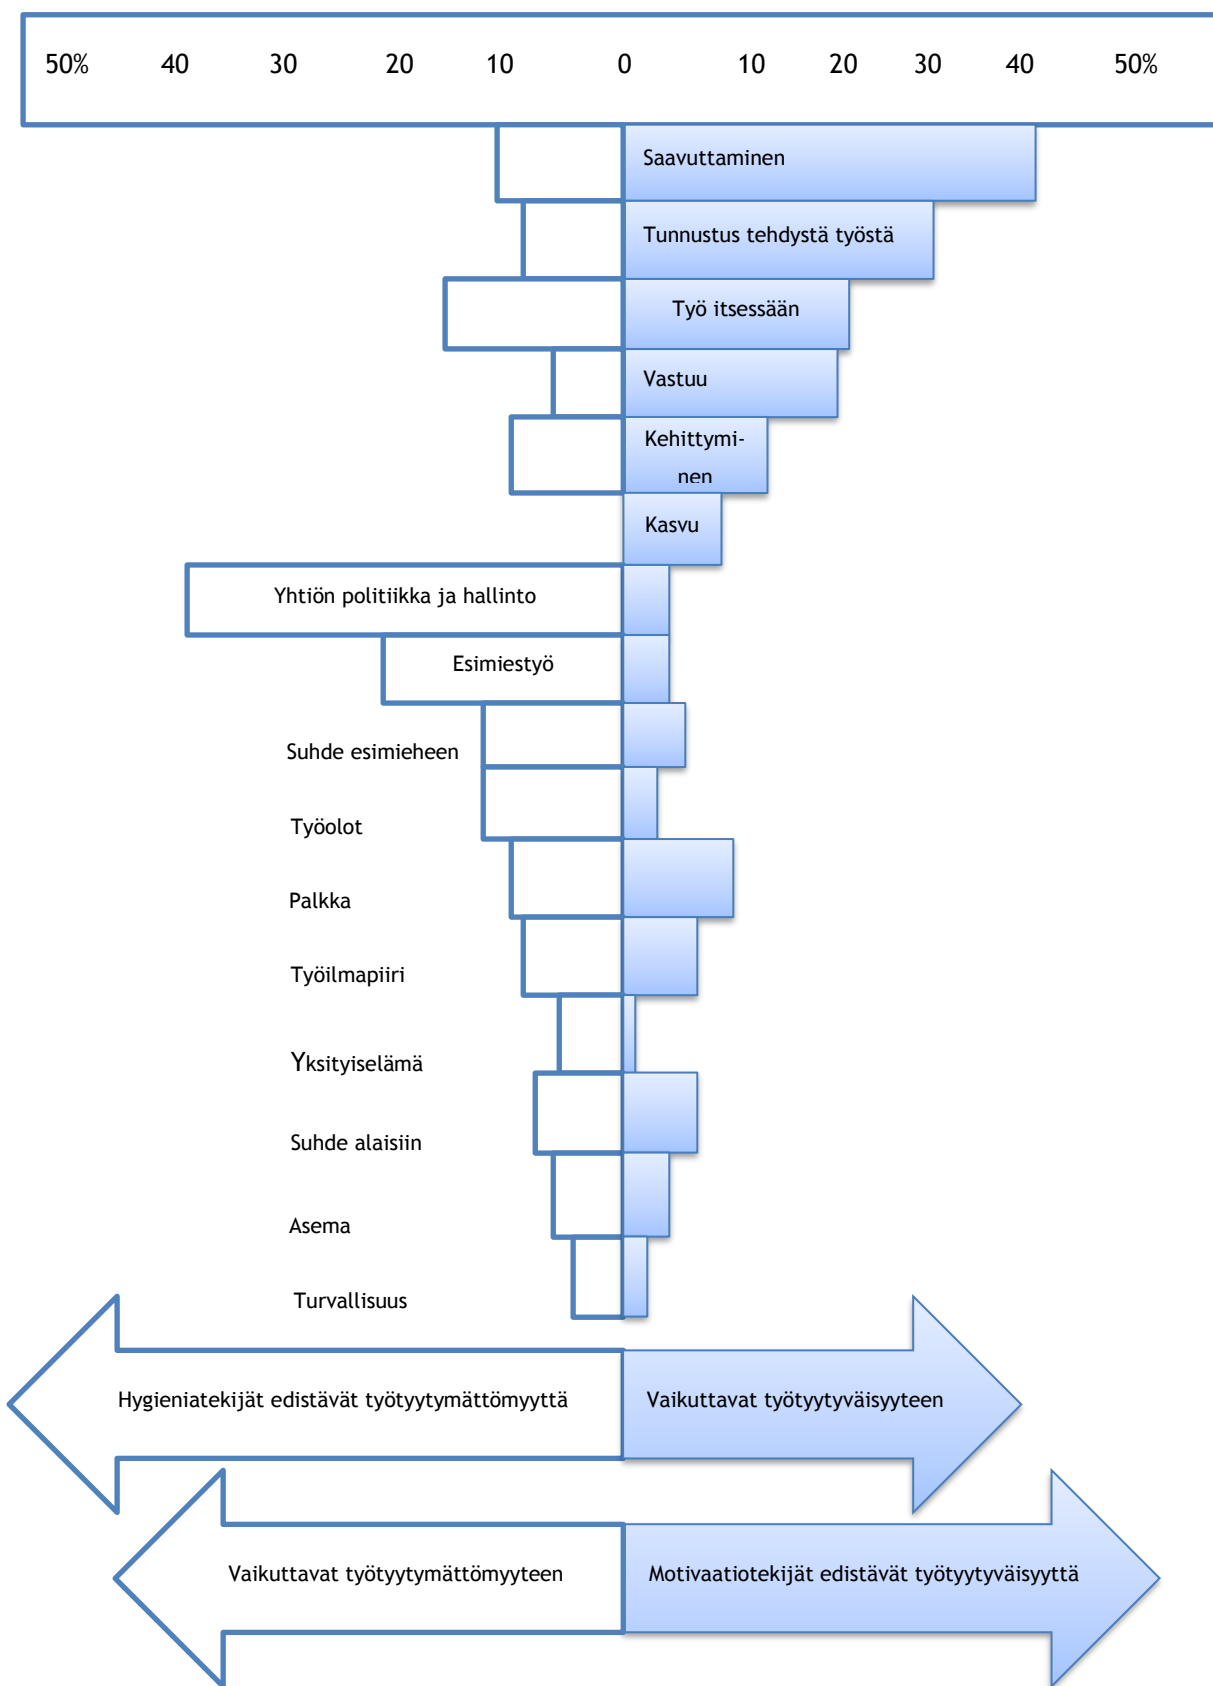 50% 40 30 20 10 0 10 20 30 40 50%
Saavuttaminen
Tunnustus tehdystä työstä
Työ itsessään
Vastuu
Kehittymi-
nen
Kasvu
Yhtiön politiikka ja hallinto
Esimiestyö
Suhde esimieheen
Työolot
Palkka
Työilmapiiri
Yksityiselämä
Suhde alaisiin
Asema
Turvallisuus
Hygieniatekijät edistävät työtyytymättömyyttä Vaikuttavat työtyytyväisyyteen
Vaikuttavat työtyytymättömyyteen Motivaatiotekijät edistävät työtyytyväisyyttä